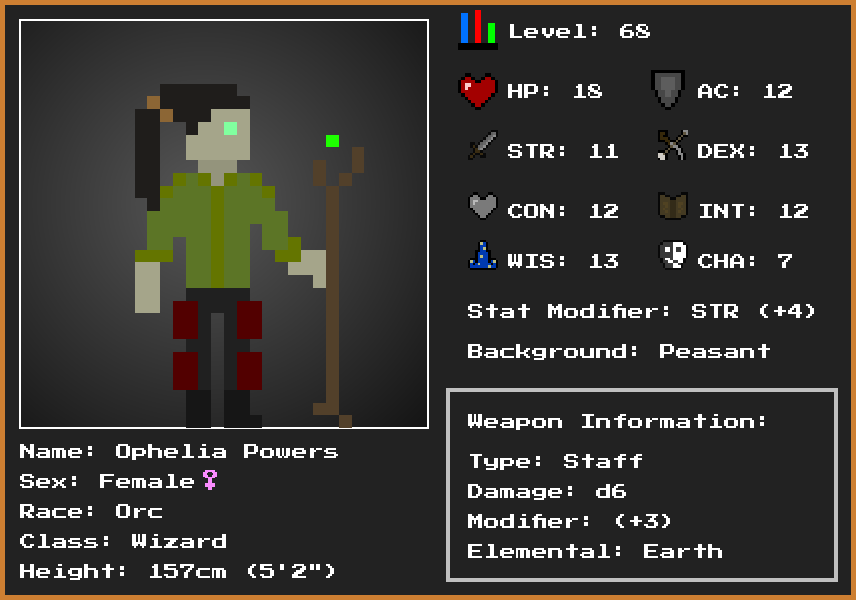 Level: 68
HP: 18 AC: 12
STR: 11 DEX: 13
CON: 12 INT: 12
WIS: 13 CHA: 7
Stat Modifier: STR (+4)
Background: Peasant
Weapon Information:
Type: Staff
Damage: d6
Modifier: (+3)
Elemental: Earth
Name: Ophelia Powers
Sex: Female♀
Race: Orc
Class: Wizard
Height: 157cm (5'2")